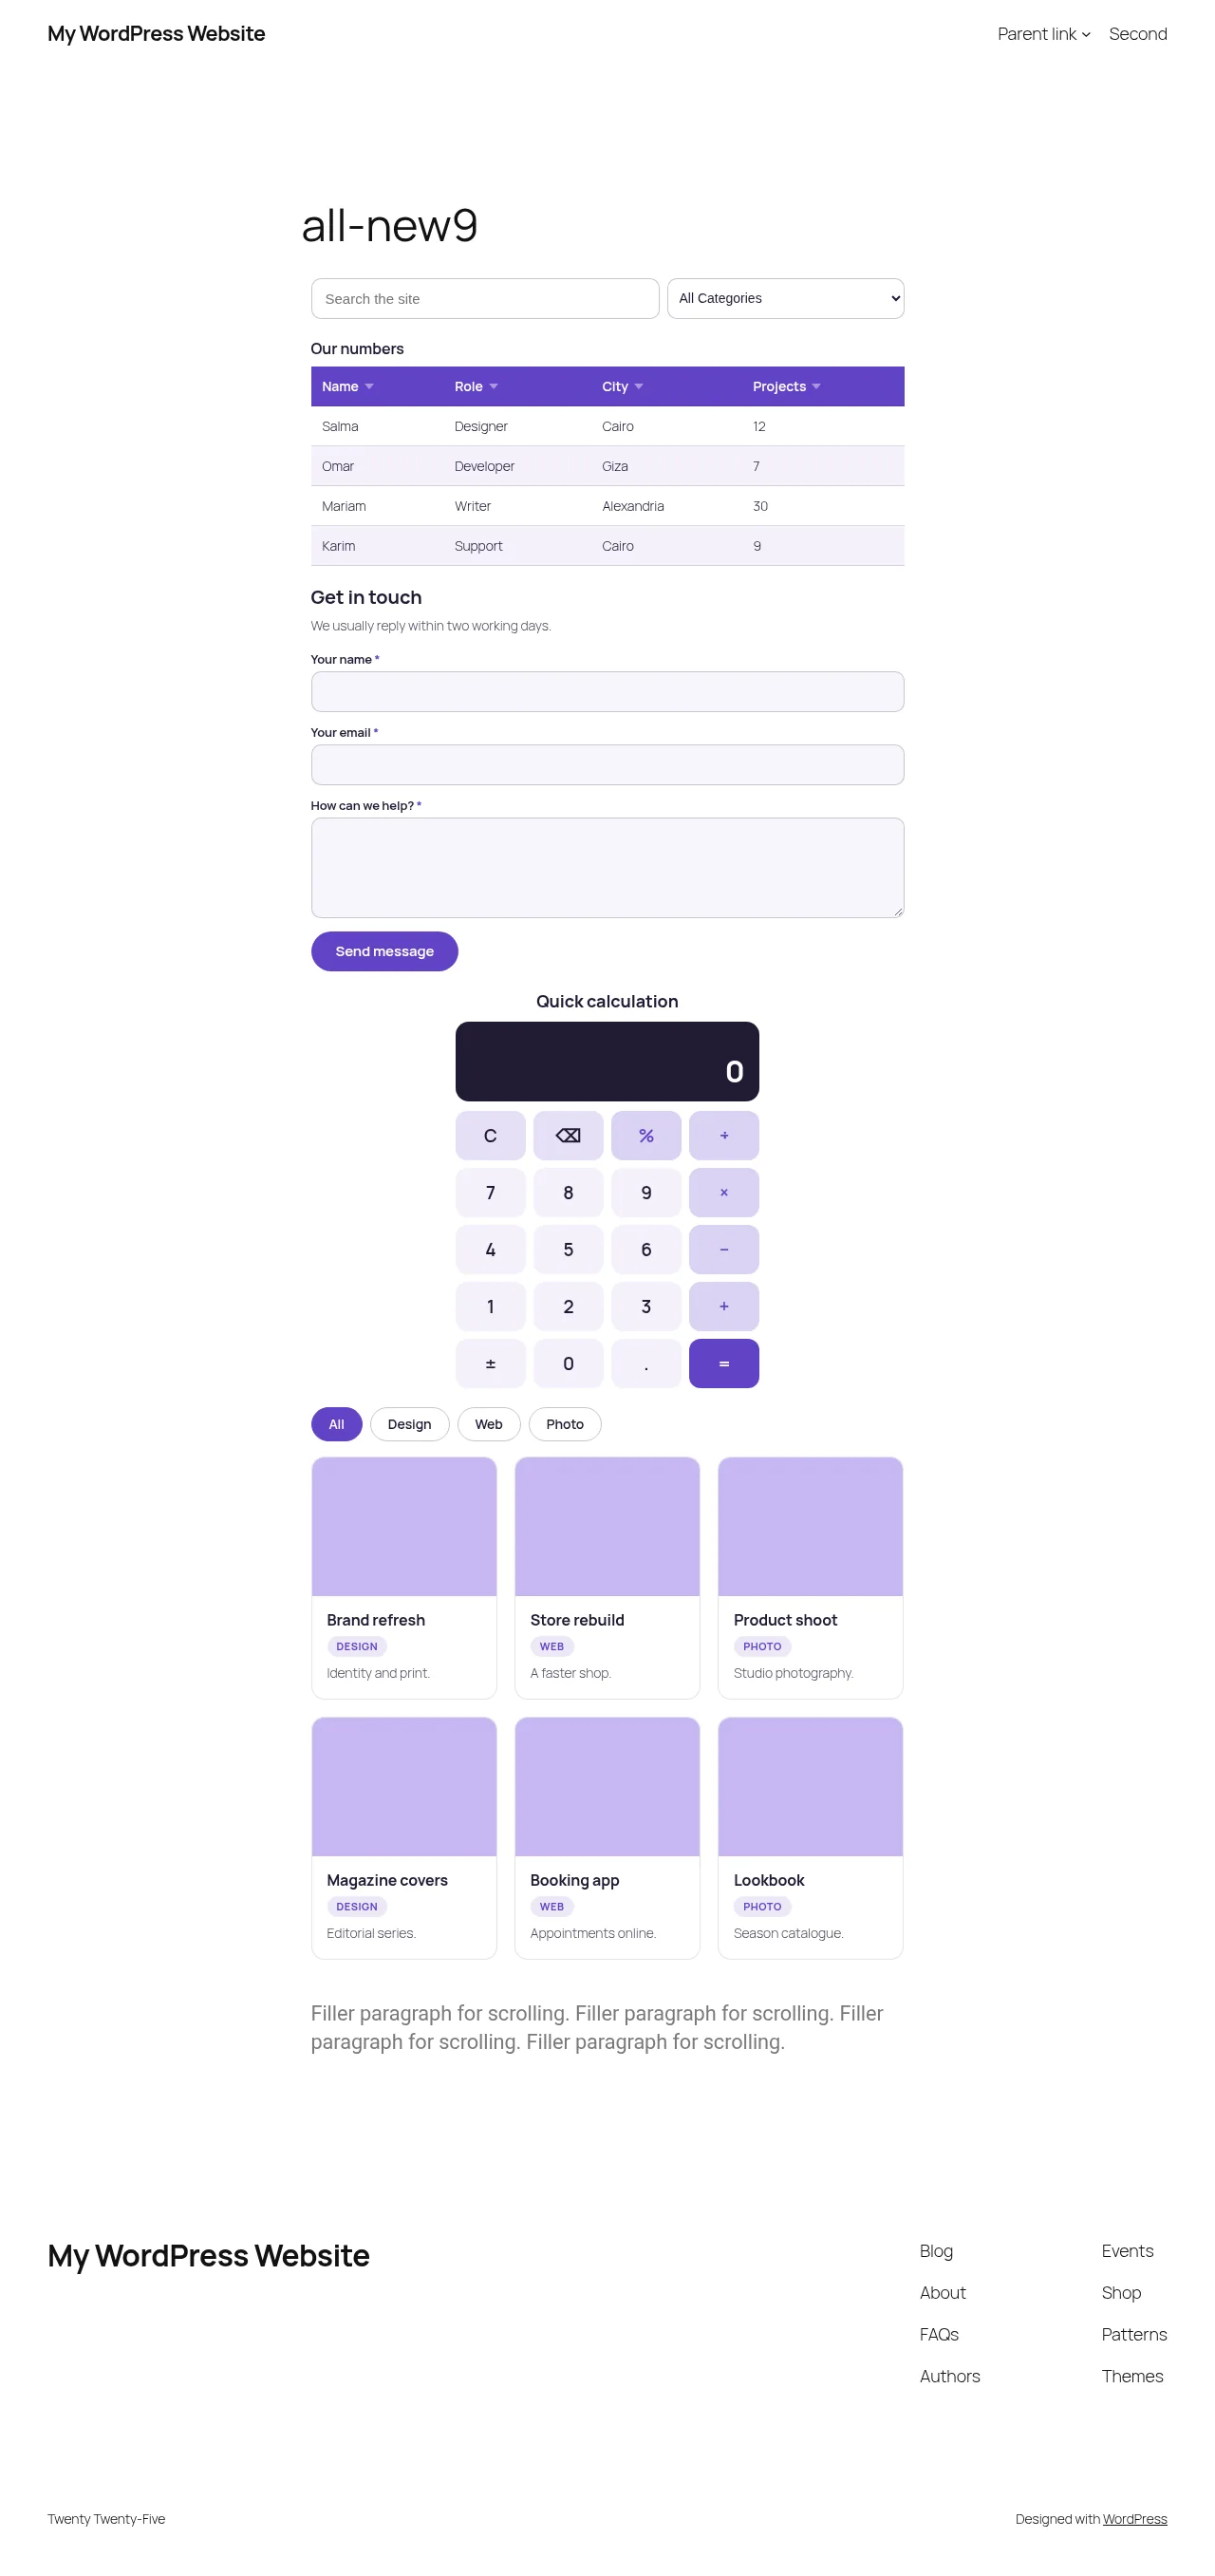 My WordPress Website
Parent link Second
all-new9
Search the site
All Categories
Our numbers
Name Role City Projects
Salma Designer Cairo 12
Omar Developer Giza 7
Mariam Writer Alexandria 30
Karim Support Cairo 9
Get in touch
We usually reply within two working days.
Your name *
Your email *
How can we help? *
Send message
Quick calculation
0
C ⌫ % ÷
7 8 9 ×
4 5 6 −
1 2 3 +
± 0 . =
All Design Web Photo
Brand refresh
DESIGN
Identity and print.
Store rebuild
WEB
A faster shop.
Product shoot
PHOTO
Studio photography.
Magazine covers
DESIGN
Editorial series.
Booking app
WEB
Appointments online.
Lookbook
PHOTO
Season catalogue.
Filler paragraph for scrolling. Filler paragraph for scrolling. Filler
paragraph for scrolling. Filler paragraph for scrolling.
My WordPress Website
Blog
About
FAQs
Authors
Events
Shop
Patterns
Themes
Twenty Twenty-Five
Designed with WordPress